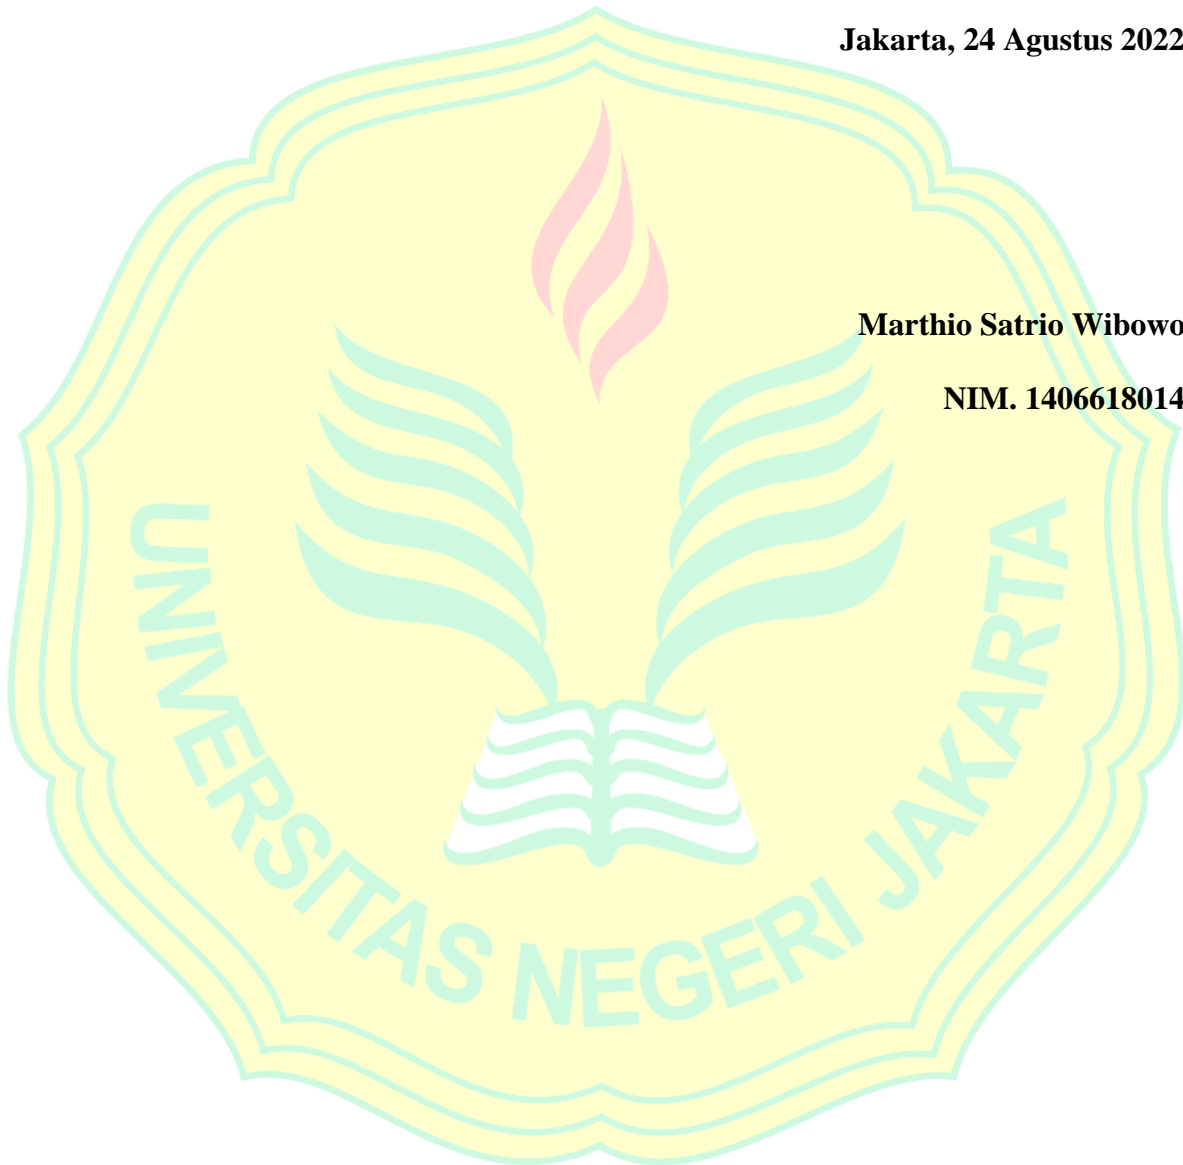 Jakarta, 24 Agustus 2022
Marthio Satrio Wibowo
NIM. 1406618014
UNIVERSITAS NEGERI JAKARTA